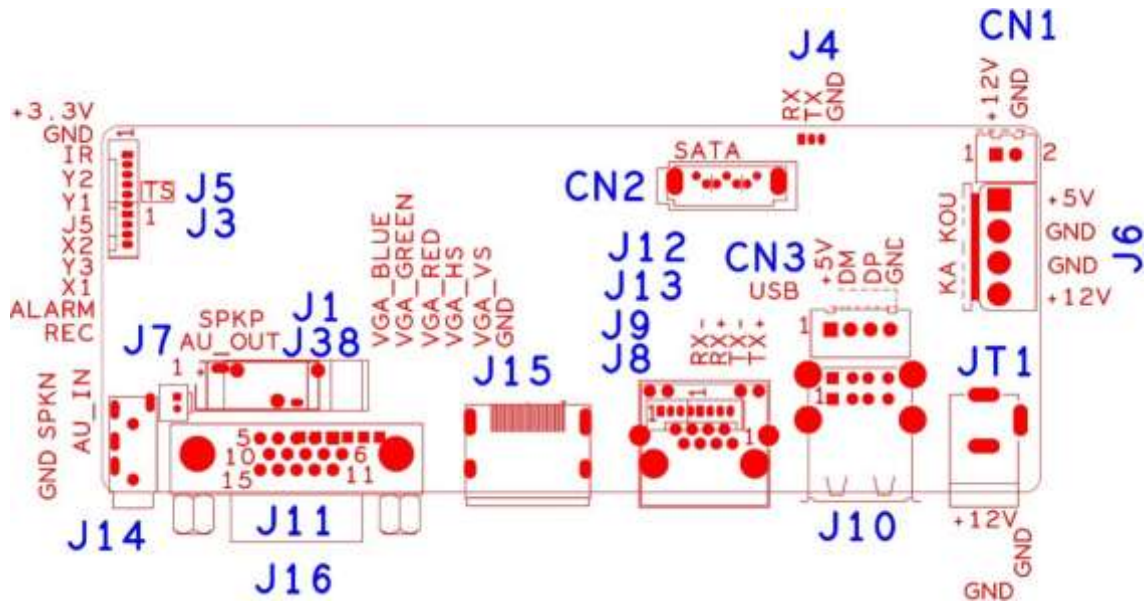 CN1
J4
+12V
GND
RX
TX
GND
+3.3V
GND
IR
Y2
Y1
J5
X2
Y3
X1
ALARM
REC
1
TS
1
J5
J3
SATA
CN2
1
2
+5V
GND
GND
+12V
KA KOU
J6
VGA_BLUE
VGA_GREEN
VGA_RED
VGA_HS
VGA_VS
GND
J12
J13
J9
J8
CN3
USB
+5V
DM
DP
GND
1
RX -
RX+
TX-
TX +
J7
1
SPKP
AU_OUT
J1
J38
J15
JT1
GND SPKN
AU_IN
5
10
15
6
11
1
1
1
J14
J11
J16
J10
+12V
GND
GND